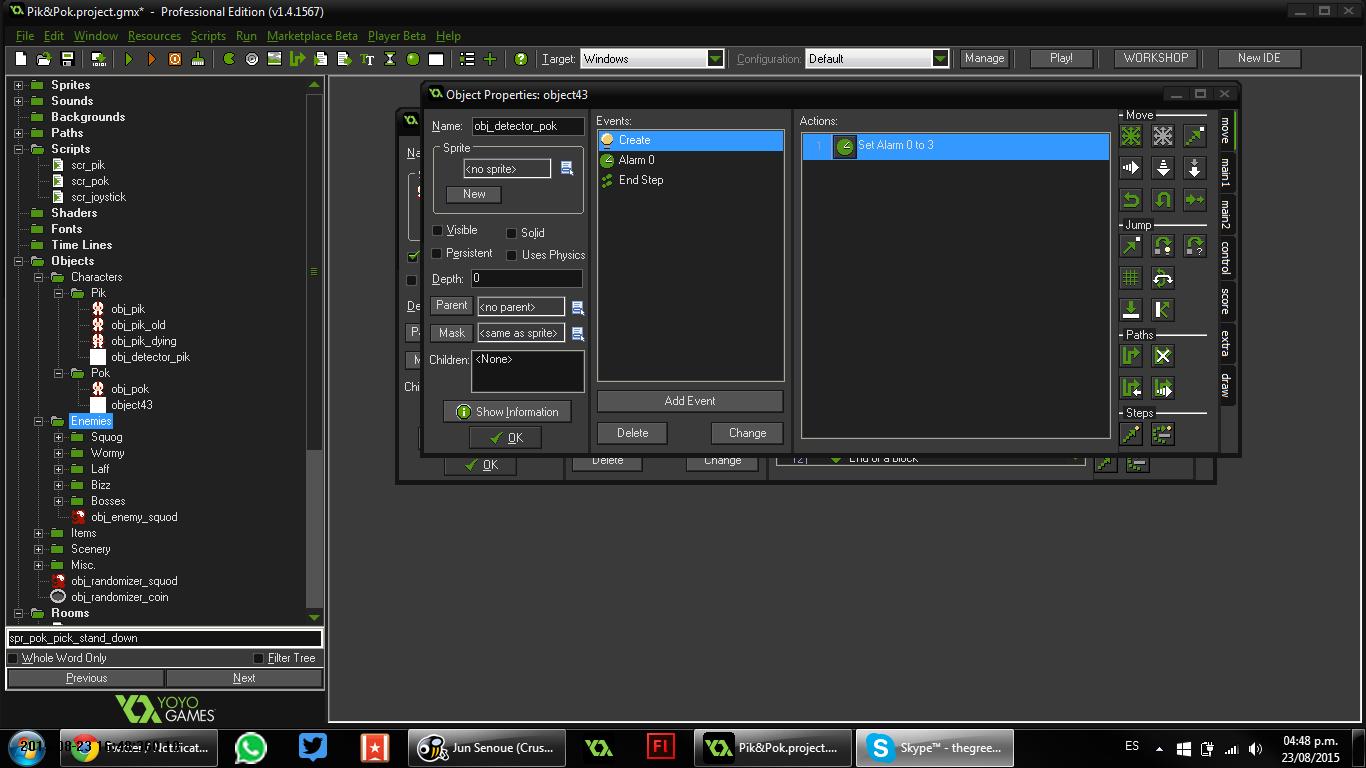 Pik&Pok.project.gmx* - Professional Edition (v1.4.1567)
File Edit Window Resources Scripts Run Marketplace Beta Player Beta Help
Target: Windows Configuration: Default Manage Play! WORKSHOP New IDE
Sprites
Sounds
Backgrounds
Paths
Scripts
scr_pik
scr_pok
scr_joystick
Shaders
Fonts
Time Lines
Objects
Characters
Pik
obj_pik
obj_pik_old
obj_pik_dying
obj_detector_pik
Pok
obj_pok
object43
Enemies
Squog
Wormy
Laff
Bizz
Bosses
obj_enemy_squod
Items
Scenery
Misc.
obj_randomizer_squod
obj_randomizer_coin
Rooms
spr_pok_pick_stand_down
Whole Word Only Filter Tree
Previous Next
YOYO
GAMES
Object Properties: object43
Name: obj_detector_pok
Sprite
<no sprite>
New
Visible Solid
Persistent Uses Physics
Depth: 0
Parent <no parent>
Mask <same as sprite>
Children: <None>
Show Information
OK
Events:
Create
Alarm 0
End Step
Add Event
Delete Change
Actions:
1 Set Alarm 0 to 3
Move
Jump
Paths
Steps
move
main1
main2
control
score
extra
draw
OK Delete Change 121 End of a block
Jun Senoue (Crus...
Fl
Pik&Pok.project....
Skype™ - thegree...
ES
04:48 p.m.
23/08/2015